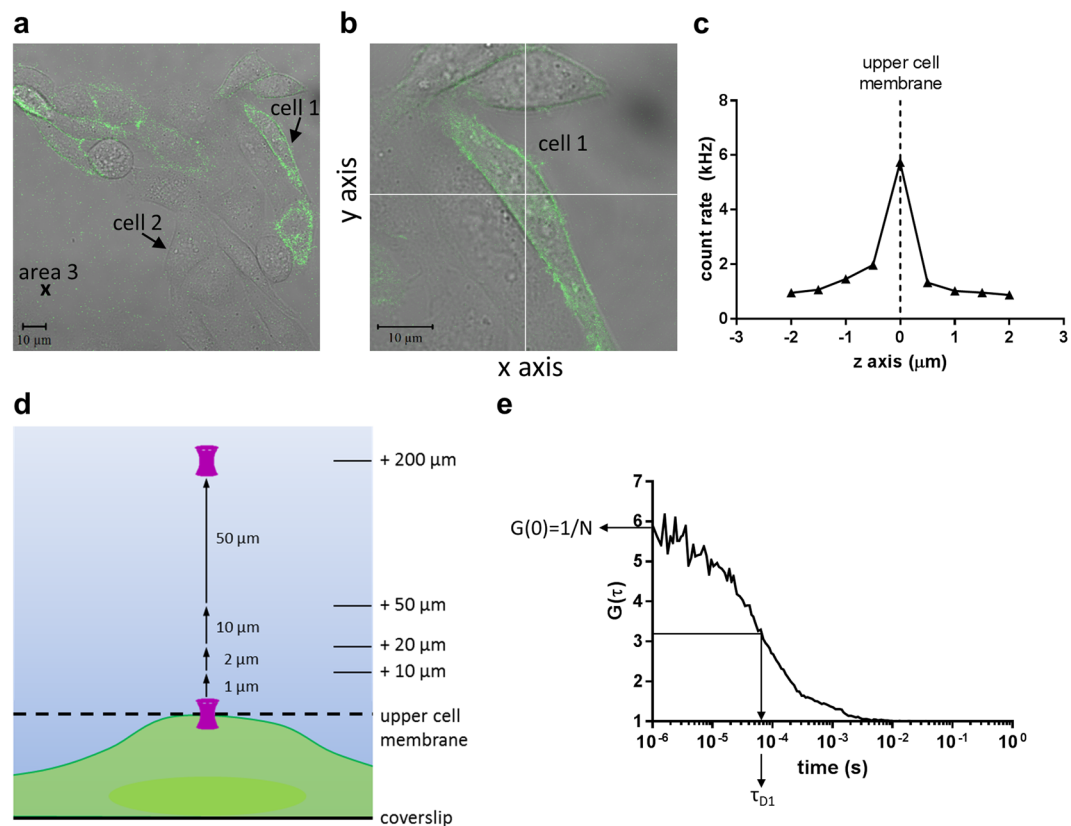 a
cell 1
cell 2
area 3
x
10 µm
b
y axis
cell 1
10 µm
x axis
c
upper cell
membrane
count rate (kHz)
8
6
4
2
0
-3 -2 -1 0 1 2 3
z axis (µm)
d
+ 200 µm
50 µm
+ 50 µm
10 µm
+ 20 µm
2 µm
+ 10 µm
1 µm
upper cell
membrane
coverslip
e
G(0)=1/N
G(τ)
7
6
5
4
3
2
1
10⁻⁶ 10⁻⁵ 10⁻⁴ 10⁻³ 10⁻² 10⁻¹ 10⁰
time (s)
τD1